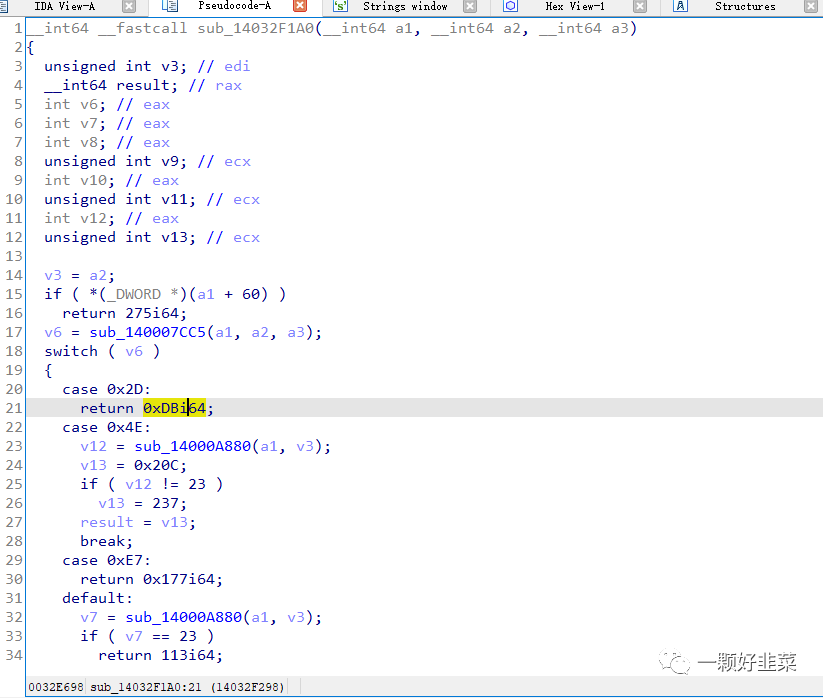 IDA View-A Pseudocode-A 's' Strings window Hex View-1 A Structures
1 __int64 __fastcall sub_14032F1A0(__int64 a1, __int64 a2, __int64 a3)
2 {
3 unsigned int v3; // edi
4 __int64 result; // rax
5 int v6; // eax
6 int v7; // eax
7 int v8; // eax
8 unsigned int v9; // ecx
9 int v10; // eax
10 unsigned int v11; // ecx
11 int v12; // eax
12 unsigned int v13; // ecx
13
14 v3 = a2;
15 if ( *(_DWORD *)(a1 + 60) )
16 return 275i64;
17 v6 = sub_140007CC5(a1, a2, a3);
18 switch ( v6 )
19 {
20 case 0x2D:
21 return 0xDBi64;
22 case 0x4E:
23 v12 = sub_14000A880(a1, v3);
24 v13 = 0x20C;
25 if ( v12 != 23 )
26 v13 = 237;
27 result = v13;
28 break;
29 case 0xE7:
30 return 0x177i64;
31 default:
32 v7 = sub_14000A880(a1, v3);
33 if ( v7 == 23 )
34 return 113i64;
一颗好韭菜
0032E698 sub_14032F1A0:21 (14032F298)